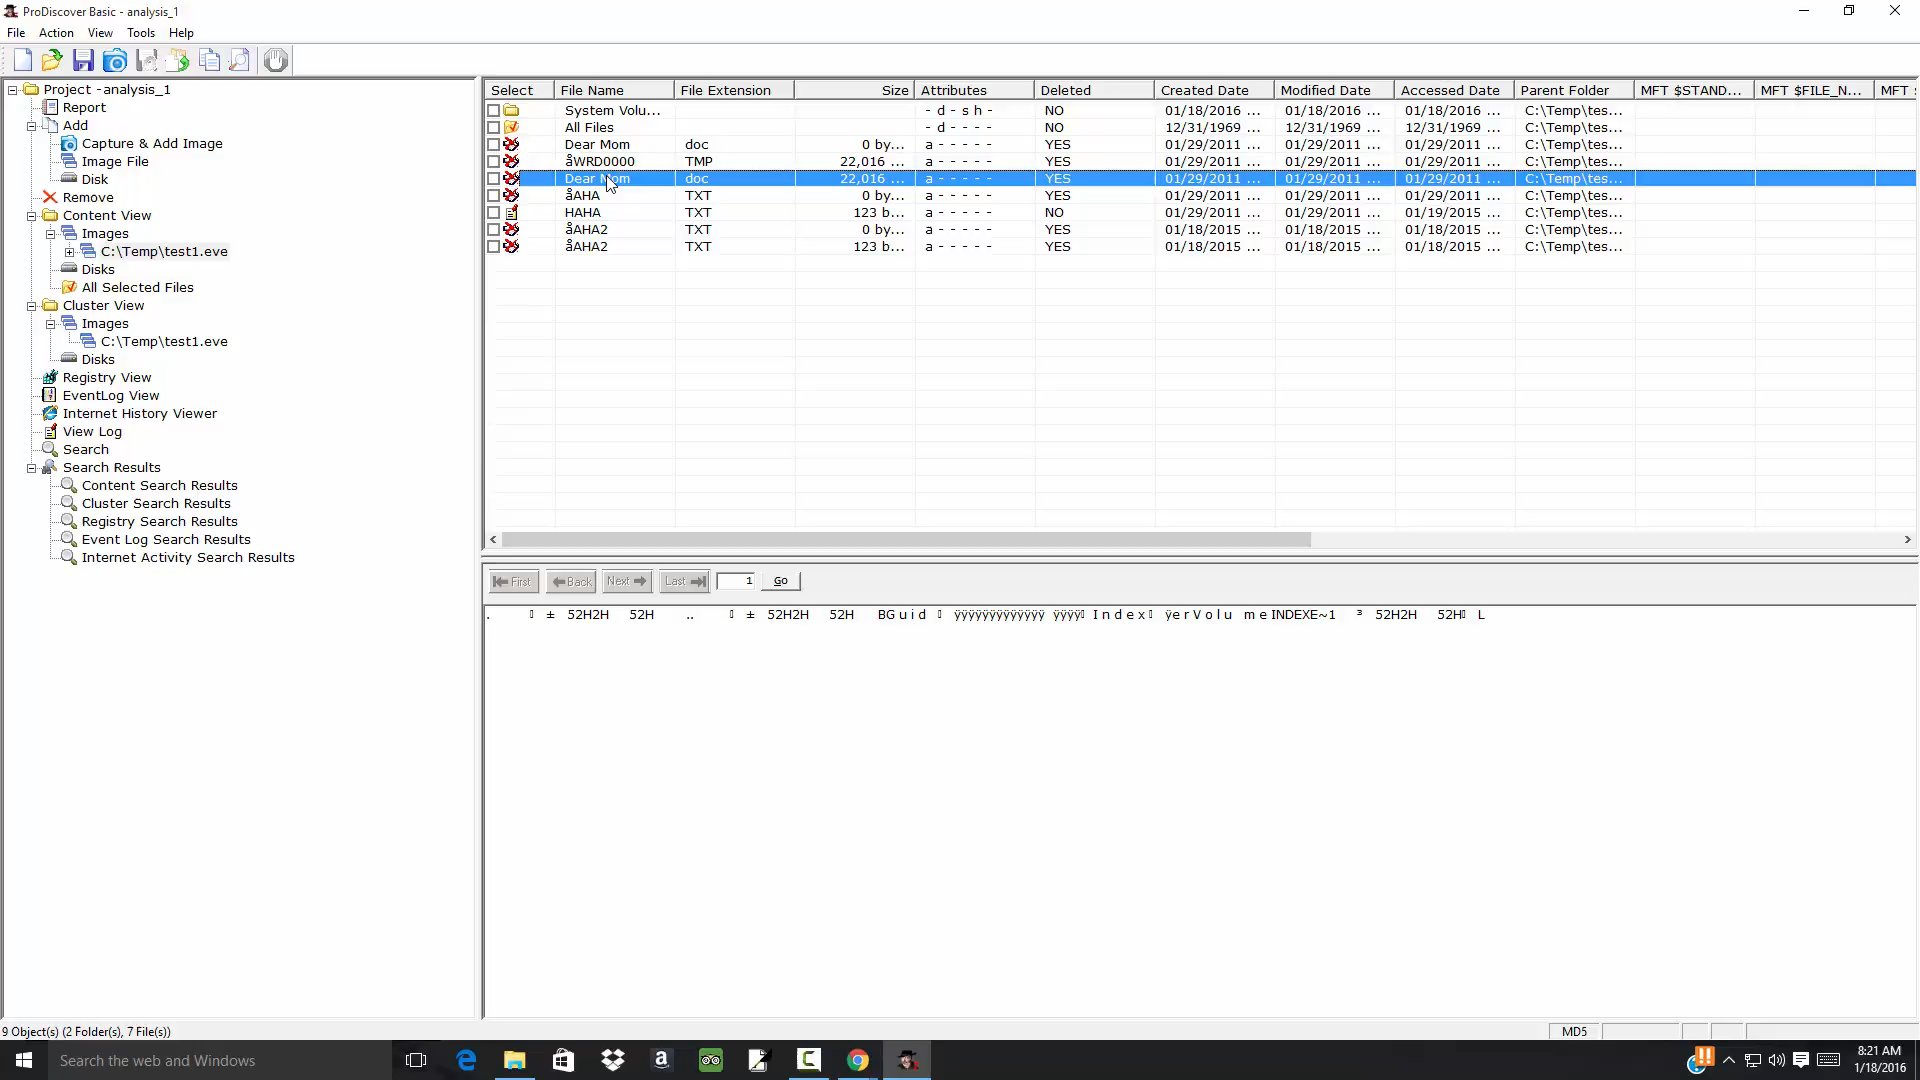 ProDiscover Basic - analysis_1
File Action View Tools Help
Project -analysis_1
Report
Add
Capture & Add Image
Image File
Disk
Remove
Content View
Images
C:\Temp\test1.eve
Disks
All Selected Files
Cluster View
Images
C:\Temp\test1.eve
Disks
Registry View
EventLog View
Internet History Viewer
View Log
Search
Search Results
Content Search Results
Cluster Search Results
Registry Search Results
Event Log Search Results
Internet Activity Search Results
Select File Name File Extension Size Attributes Deleted Created Date Modified Date Accessed Date Parent Folder MFT $STAND... MFT $FILE_N... MFT
System Volu... - d - s h - NO 01/18/2016 ... 01/18/2016 ... 01/18/2016 ... C:\Temp\tes...
All Files - d - - - - NO 12/31/1969 ... 12/31/1969 ... 12/31/1969 ... C:\Temp\tes...
Dear Mom doc 0 by... a - - - - - YES 01/29/2011 ... 01/29/2011 ... 01/29/2011 ... C:\Temp\tes...
åWRD0000 TMP 22,016 ... a - - - - - YES 01/29/2011 ... 01/29/2011 ... 01/29/2011 ... C:\Temp\tes...
Dear Mom doc 22,016 ... a - - - - - YES 01/29/2011 ... 01/29/2011 ... 01/29/2011 ... C:\Temp\tes...
åAHA TXT 0 by... a - - - - - YES 01/29/2011 ... 01/29/2011 ... 01/29/2011 ... C:\Temp\tes...
HAHA TXT 123 b... a - - - - - NO 01/29/2011 ... 01/29/2011 ... 01/19/2015 ... C:\Temp\tes...
åAHA2 TXT 0 by... a - - - - - YES 01/18/2015 ... 01/18/2015 ... 01/18/2015 ... C:\Temp\tes...
åAHA2 TXT 123 b... a - - - - - YES 01/18/2015 ... 01/18/2015 ... 01/18/2015 ... C:\Temp\tes...
First Back Next Last 1 Go
. ± 52H2H 52H .. ± 52H2H 52H BGuid ÿÿÿÿÿÿÿÿÿÿÿÿÿ ÿÿÿÿ Index ÿerVolu meINDEXE~1 ³ 52H2H 52H L
9 Object(s) (2 Folder(s), 7 File(s))
MD5
Search the web and Windows
8:21 AM
1/18/2016